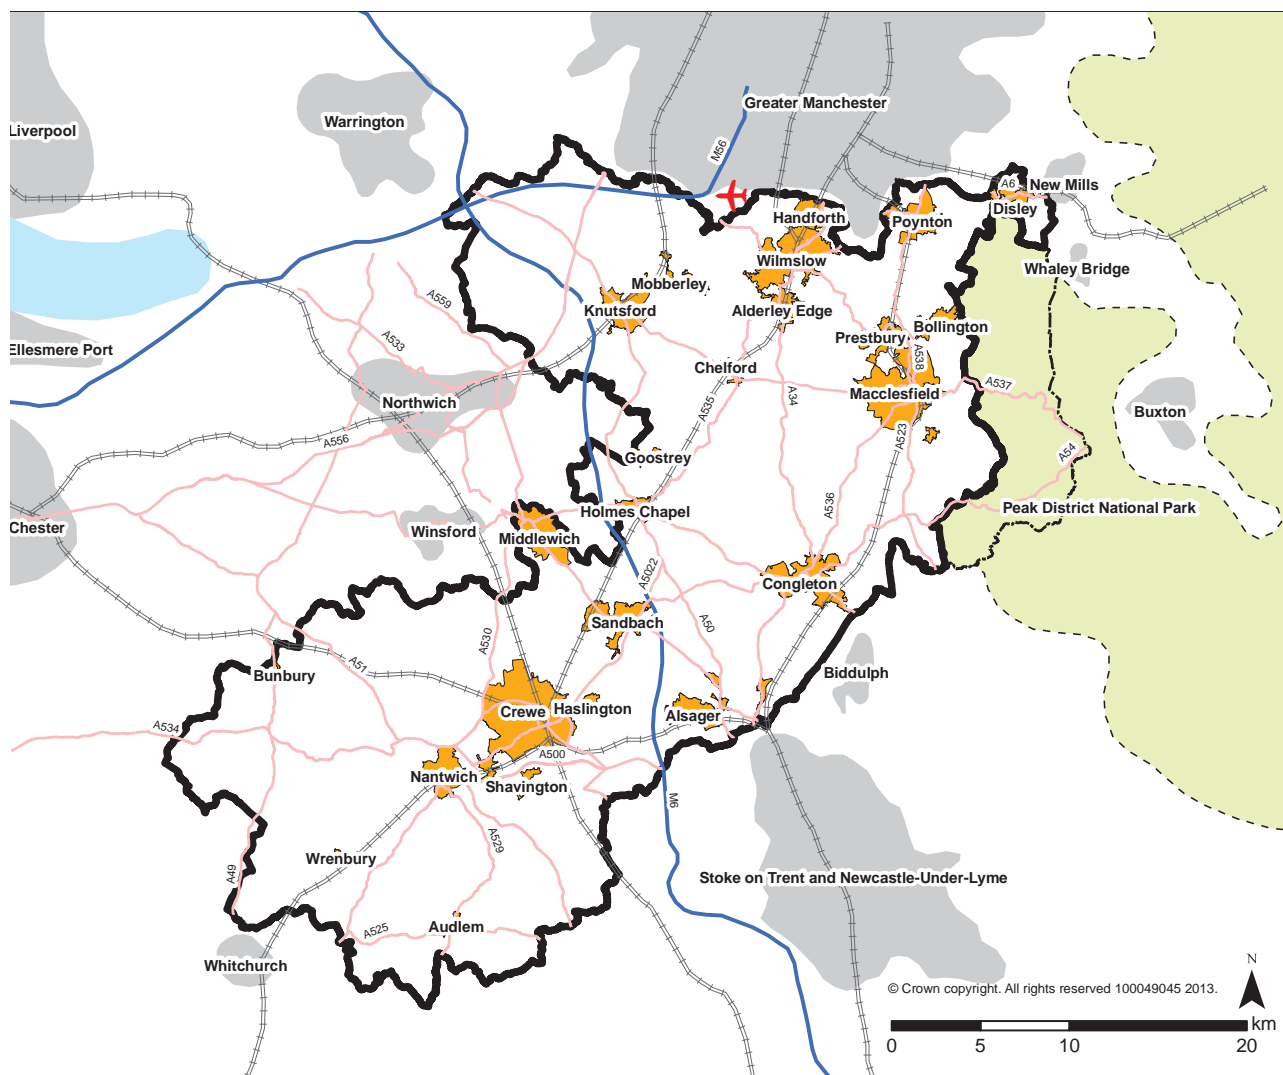 Greater Manchester
Liverpool
Warrington
M56
A6
New Mills
Disley
Handforth
Poynton
Wilmslow
Whaley Bridge
Mobberley
A559
Knutsford
Alderley Edge
Bollington
Prestbury
A533
Ellesmere Port
A538
Chelford
A537
Macclesfield
A34
Northwich
A535
Buxton
A523
A556
A54
Goostrey
A536
Holmes Chapel
Peak District National Park
Chester
Winsford
Middlewich
A5022
Congleton
Sandbach
A50
A530
A51
Bunbury
Biddulph
Crewe
Haslington
Alsager
A534
A500
Nantwich
Shavington
M6
A529
Wrenbury
A49
Stoke on Trent and Newcastle-Under-Lyme
Audlem
A525
Whitchurch
N
© Crown copyright. All rights reserved 100049045 2013.
km
0 5 10 20